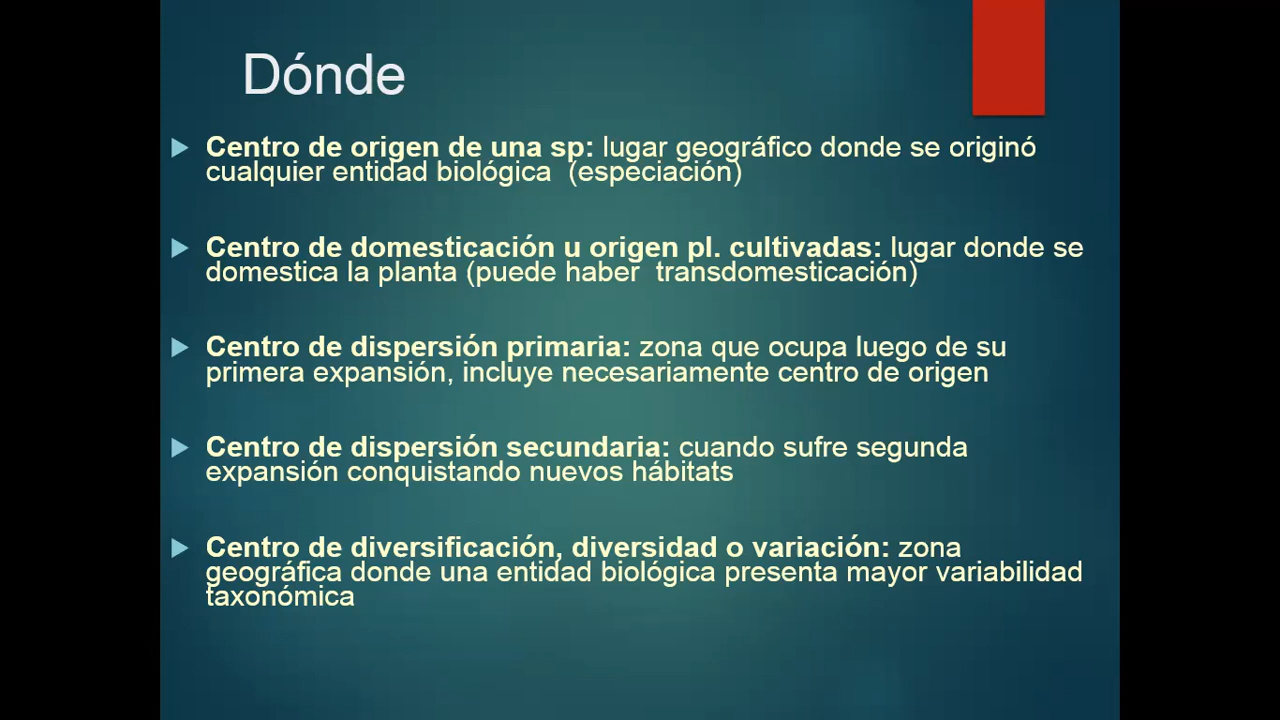 Dónde
Centro de origen de una sp: lugar geográfico donde se originó
cualquier entidad biológica (especiación)
Centro de domesticación u origen pl. cultivadas: lugar donde se
domestica la planta (puede haber transdomesticación)
Centro de dispersión primaria: zona que ocupa luego de su
primera expansión, incluye necesariamente centro de origen
Centro de dispersión secundaria: cuando sufre segunda
expansión conquistando nuevos hábitats
Centro de diversificación, diversidad o variación: zona
geográfica donde una entidad biológica presenta mayor variabilidad
taxonómica